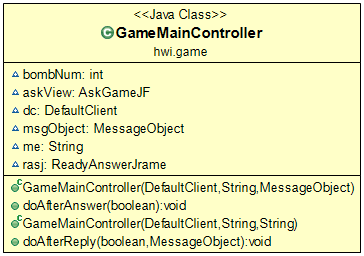 <<Java Class>>
GameMainController
hwi.game
bombNum: int
askView: AskGameJF
dc: DefaultClient
msgObject: MessageObject
me: String
rasj: ReadyAnswerJrame
GameMainController(DefaultClient,String,MessageObject)
doAfterAnswer(boolean):void
GameMainController(DefaultClient,String,String)
doAfterReply(boolean,MessageObject):void